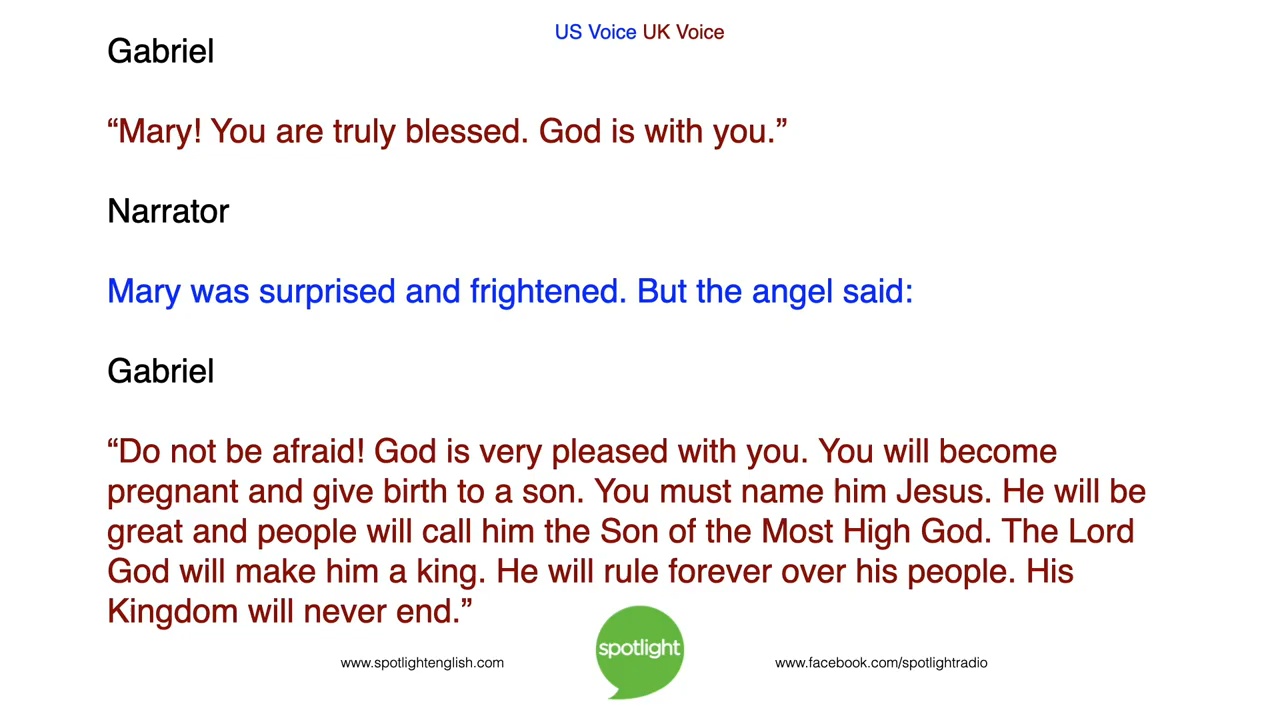 US Voice UK Voice
Gabriel
“Mary! You are truly blessed. God is with you.”
Narrator
Mary was surprised and frightened. But the angel said:
Gabriel
“Do not be afraid! God is very pleased with you. You will become
pregnant and give birth to a son. You must name him Jesus. He will be
great and people will call him the Son of the Most High God. The Lord
God will make him a king. He will rule forever over his people. His
Kingdom will never end.”
spotlight
www.spotlightenglish.com
www.facebook.com/spotlightradio